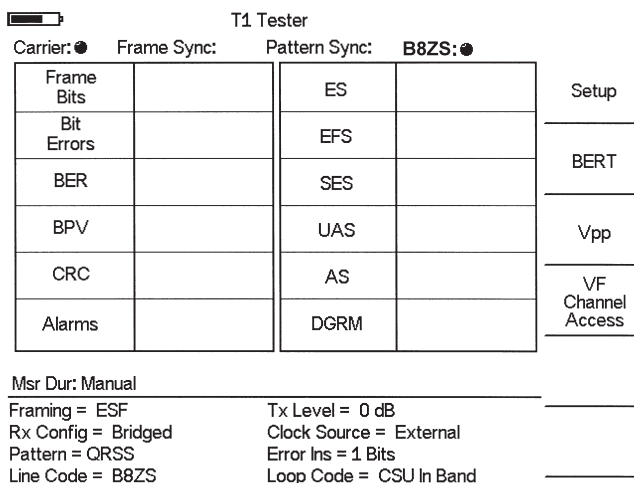 T1 Tester
Carrier: Frame Sync: Pattern Sync: B8ZS:
Frame Bits
ES
Setup
Bit Errors
EFS
BERT
BER
SES
BPV
UAS
Vpp
CRC
AS
VF Channel Access
Alarms
DGRM
Msr Dur: Manual
Framing = ESF
Tx Level = 0 dB
Rx Config = Bridged
Clock Source = External
Pattern = QRSS
Error Ins = 1 Bits
Line Code = B8ZS
Loop Code = CSU In Band